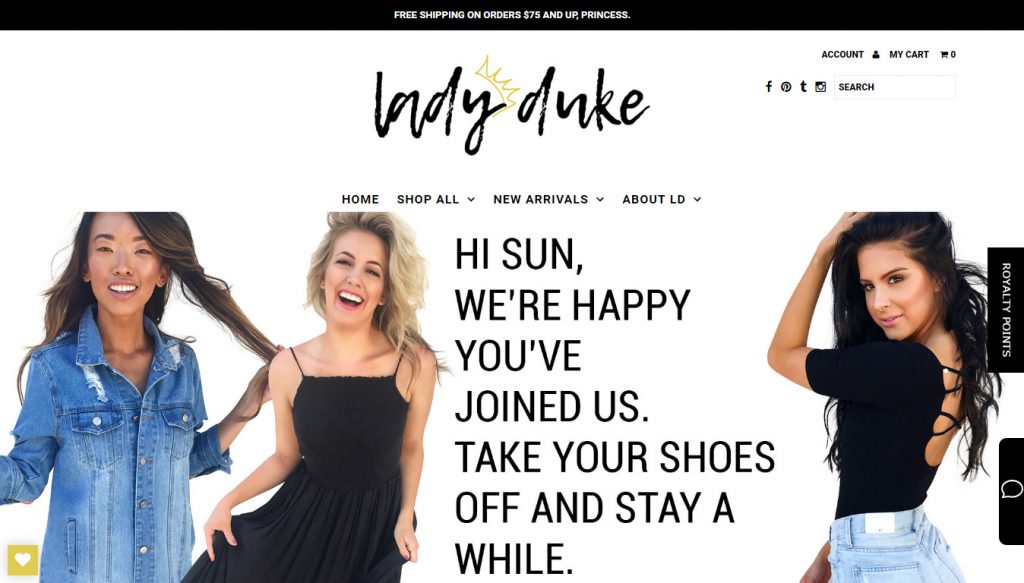 FREE SHIPPING ON ORDERS $75 AND UP, PRINCESS.
ACCOUNT MY CART 0
lady duke
SEARCH
HOME SHOP ALL NEW ARRIVALS ABOUT LD
HI SUN,
WE'RE HAPPY
YOU'VE
JOINED US.
TAKE YOUR SHOES
OFF AND STAY A
WHILE.
ROYALTY POINTS